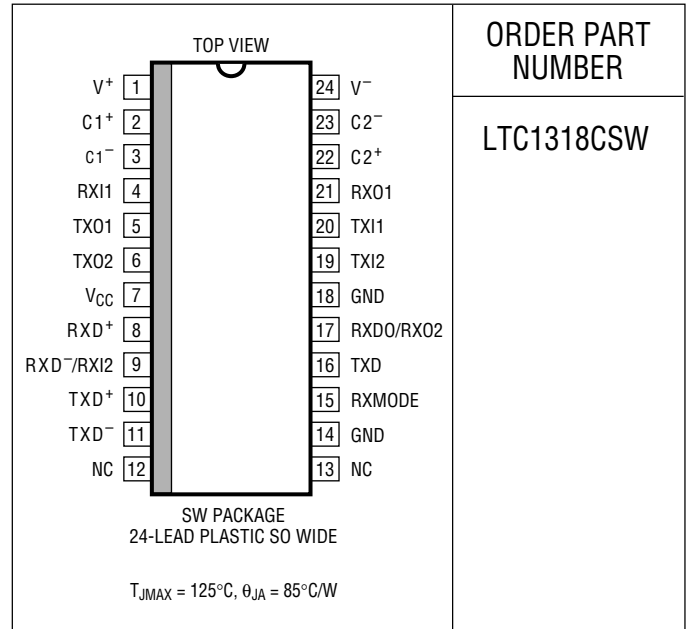 TOP VIEW
V⁺ 1
C1⁺ 2
C1⁻ 3
RXI1 4
TXO1 5
TXO2 6
V_CC 7
RXD⁺ 8
RXD⁻/RXI2 9
TXD⁺ 10
TXD⁻ 11
NC 12
24 V⁻
23 C2⁻
22 C2⁺
21 RXO1
20 TXI1
19 TXI2
18 GND
17 RXDO/RXO2
16 TXD
15 RXMODE
14 GND
13 NC
SW PACKAGE
24-LEAD PLASTIC SO WIDE
T_JMAX = 125°C, θ_JA = 85°C/W
ORDER PART
NUMBER
LTC1318CSW